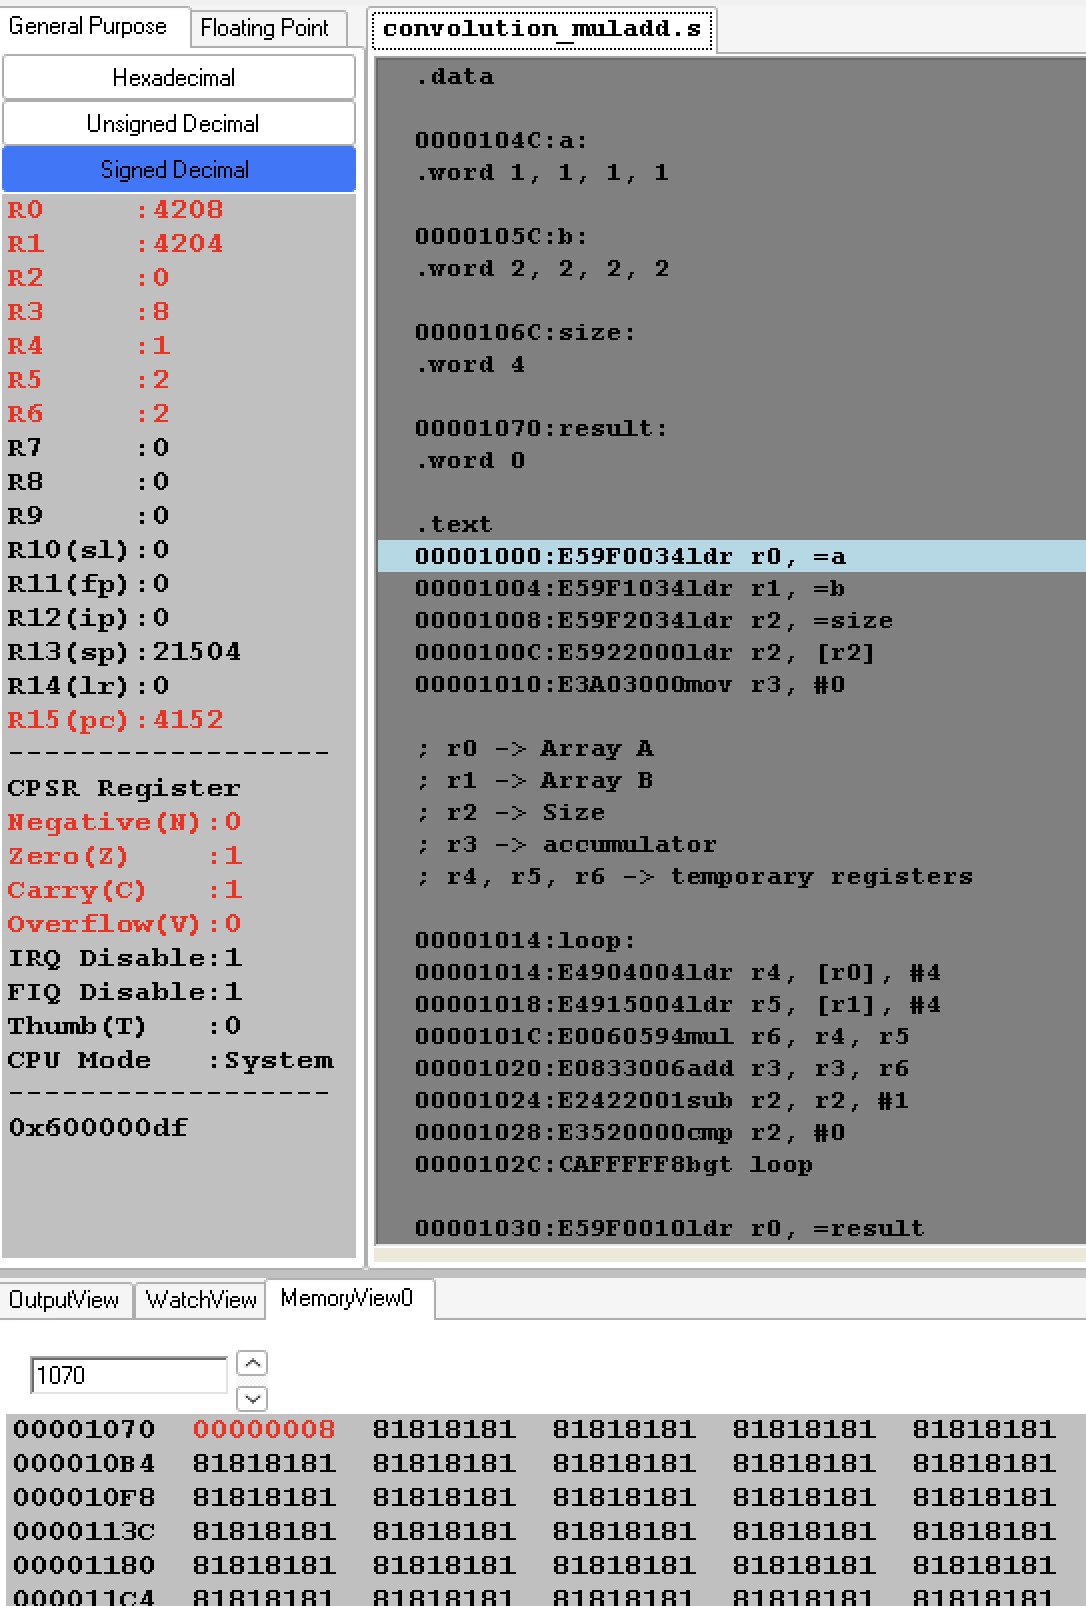 General Purpose
Floating Point
convolution_muladd.s
Hexadecimal
Unsigned Decimal
Signed Decimal
R0 :4208
R1 :4204
R2 :0
R3 :8
R4 :1
R5 :2
R6 :2
R7 :0
R8 :0
R9 :0
R10(sl):0
R11(fp):0
R12(ip):0
R13(sp):21504
R14(lr):0
R15(pc):4152
------------------
CPSR Register
Negative(N):0
Zero(Z) :1
Carry(C) :1
Overflow(V):0
IRQ Disable:1
FIQ Disable:1
Thumb(T) :0
CPU Mode :System
------------------
0x600000df
.data
0000104C:a:
.word 1, 1, 1, 1
0000105C:b:
.word 2, 2, 2, 2
0000106C:size:
.word 4
00001070:result:
.word 0
.text
00001000:E59F0034ldr r0, =a
00001004:E59F1034ldr r1, =b
00001008:E59F2034ldr r2, =size
0000100C:E5922000ldr r2, [r2]
00001010:E3A03000mov r3, #0
; r0 -> Array A
; r1 -> Array B
; r2 -> Size
; r3 -> accumulator
; r4, r5, r6 -> temporary registers
00001014:loop:
00001014:E4904004ldr r4, [r0], #4
00001018:E4915004ldr r5, [r1], #4
0000101C:E0060594mul r6, r4, r5
00001020:E0833006add r3, r3, r6
00001024:E2422001sub r2, r2, #1
00001028:E3520000cmp r2, #0
0000102C:CAFFFFF8bgt loop
00001030:E59F0010ldr r0, =result
OutputView
WatchView
MemoryView0
1070
00001070 00000008 81818181 81818181 81818181 81818181
000010B4 81818181 81818181 81818181 81818181 81818181
000010F8 81818181 81818181 81818181 81818181 81818181
0000113C 81818181 81818181 81818181 81818181 81818181
00001180 81818181 81818181 81818181 81818181 81818181
000011C4 81818181 81818181 81818181 81818181 81818181